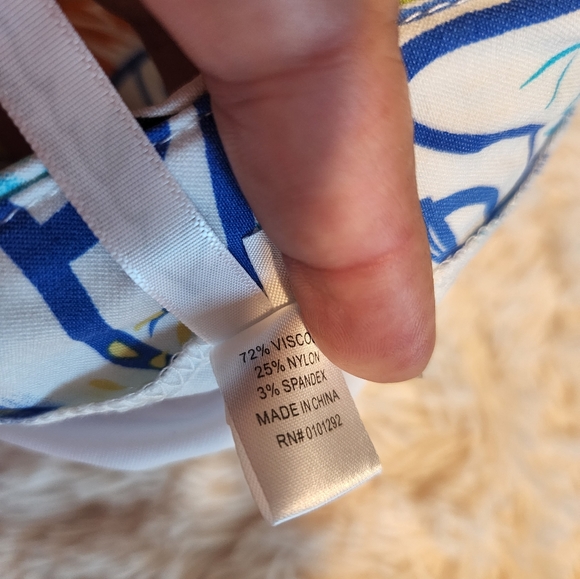 72% VISCO
25% NYLON
3% SPANDEX
MADE IN CHINA
RN# 0101292